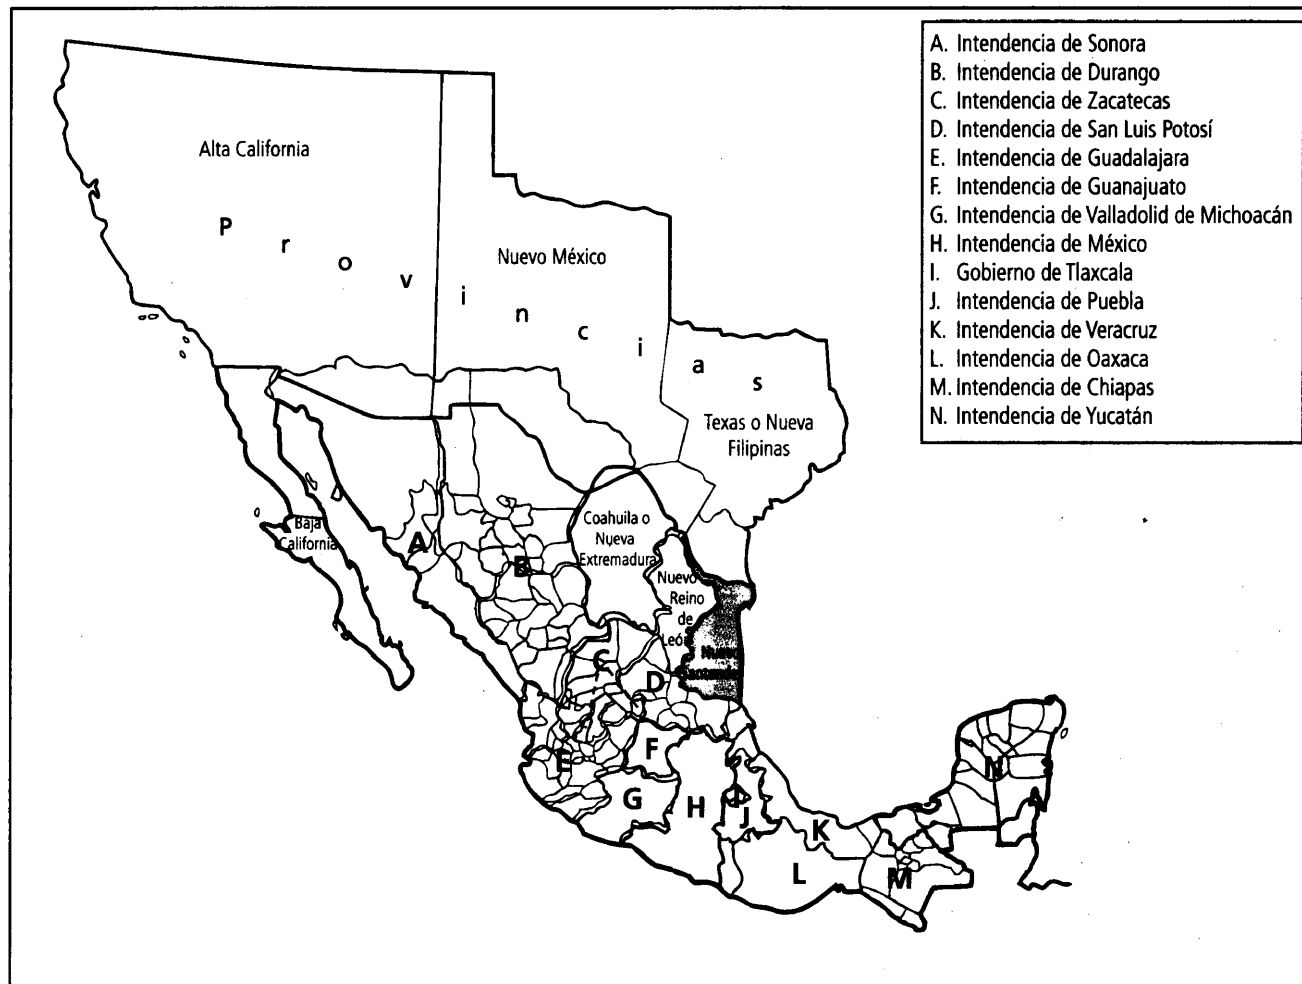 A. Intendencia de Sonora
B. Intendencia de Durango
C. Intendencia de Zacatecas
D. Intendencia de San Luis Potosí
E. Intendencia de Guadalajara
F. Intendencia de Guanajuato
G. Intendencia de Valladolid de Michoacán
H. Intendencia de México
I. Gobierno de Tlaxcala
J. Intendencia de Puebla
K. Intendencia de Veracruz
L. Intendencia de Oaxaca
M. Intendencia de Chiapas
N. Intendencia de Yucatán
Alta California
Provincias
Nuevo México
Texas o Nueva
Filipinas
Coahuila o
Nueva
Extremadura
Baja
California
Nuevo
Reino
de
León
Nuevo
Santander
A
B
C
D
E
F
G
H
I
J
K
L
M
N